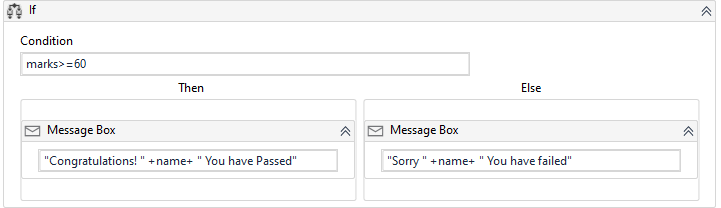 If
Condition
marks>=60
Then
Else
Message Box
"Congratulations! " +name+ " You have Passed"
Message Box
"Sorry " +name+ " You have failed"